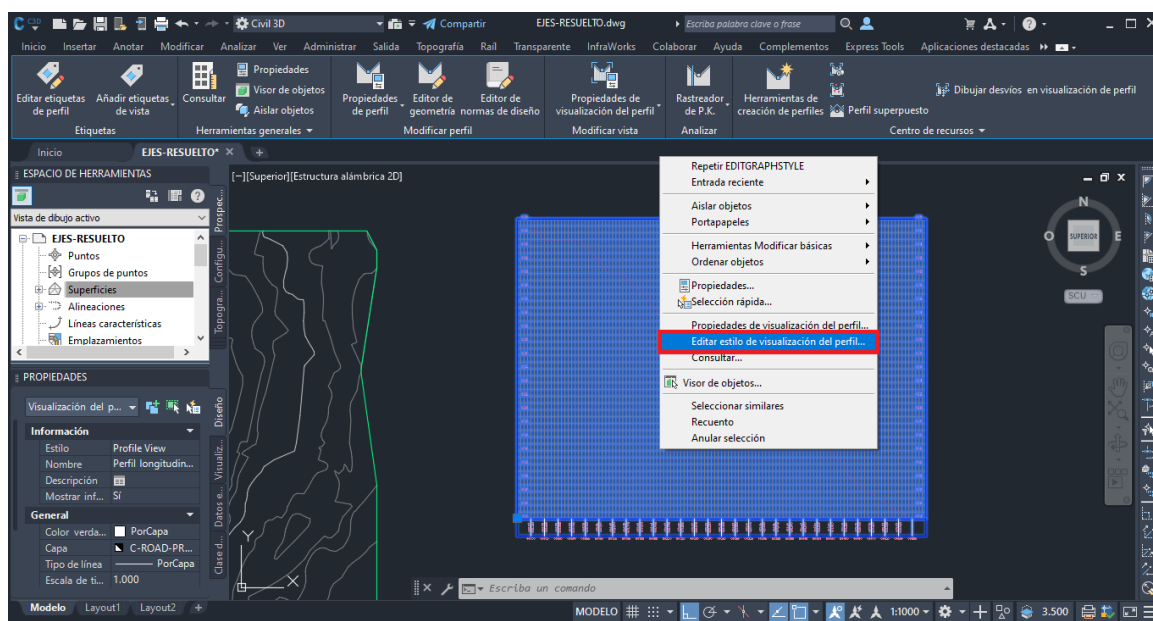 C3D Civil 3D Compartir EJES-RESUELTO.dwg Escriba palabra clave o frase
Inicio Insertar Anotar Modificar Analizar Ver Administrar Salida Topografía Raíl Transparente InfraWorks Colaborar Ayuda Complementos Express Tools Aplicaciones destacadas
Editar etiquetas de perfil
Añadir etiquetas de vista
Consultar
Propiedades
Visor de objetos
Aislar objetos
Propiedades de perfil
Editor de geometría
Editor de normas de diseño
Propiedades de visualización del perfil
Rastreador de P.K.
Herramientas de creación de perfiles
Perfil superpuesto
Dibujar desvíos en visualización de perfil
Etiquetas Herramientas generales Modificar perfil Modificar vista Analizar Centro de recursos
Inicio EJES-RESUELTO*
ESPACIO DE HERRAMIENTAS
Vista de dibujo activo
EJES-RESUELTO
Puntos
Grupos de puntos
Superficies
Alineaciones
Líneas características
Emplazamientos
Prospec...
Configu...
Topogra...
PROPIEDADES
Visualización del p...
Información
Estilo Profile View
Nombre Perfil longitudin...
Descripción
Mostrar inf... Sí
General
Color verda... PorCapa
Capa C-ROAD-PR...
Tipo de línea PorCapa
Escala de ti... 1.000
Diseño
Visualiz...
Datos e...
Clase d...
[−][Superior][Estructura alámbrica 2D]
Repetir EDITGRAPHSTYLE
Entrada reciente
Aislar objetos
Portapapeles
Herramientas Modificar básicas
Ordenar objetos
Propiedades...
Selección rápida...
Propiedades de visualización del perfil...
Editar estilo de visualización del perfil...
Consultar...
Visor de objetos...
Seleccionar similares
Recuento
Anular selección
N
O SUPERIOR E
S
SCU
Y
X
Escriba un comando
Modelo Layout1 Layout2 +
MODELO 1:1000 3.500